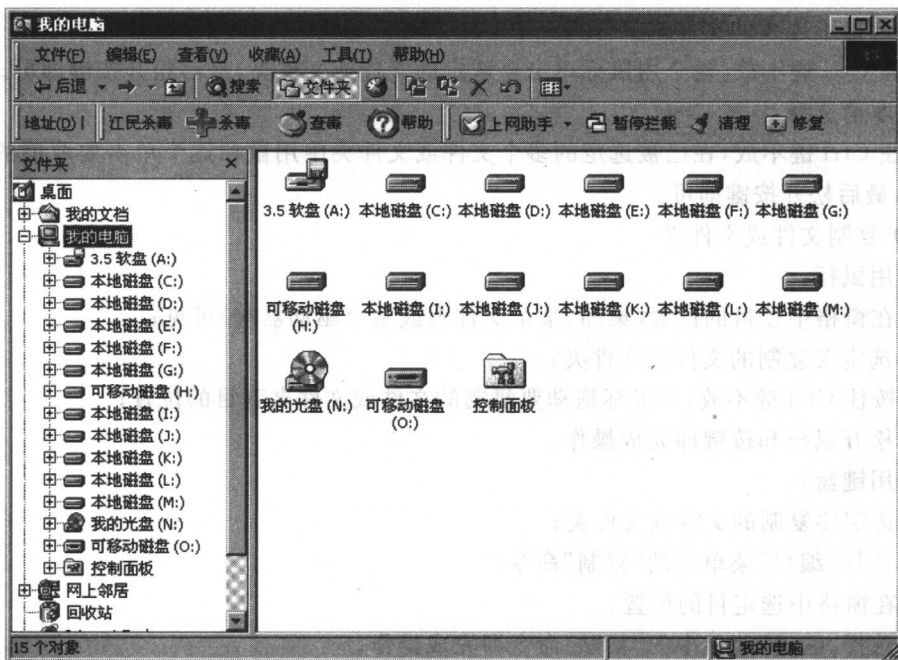 我的电脑
文件(F) 编辑(E) 查看(V) 收藏(A) 工具(T) 帮助(H)
后退 搜索 文件夹
地址(D) 江民杀毒 杀毒 查毒 帮助 上网助手 暂停拦截 清理 修复
文件夹 ×
桌面
我的文档
我的电脑
3.5 软盘 (A:)
本地磁盘 (C:)
本地磁盘 (D:)
本地磁盘 (E:)
本地磁盘 (F:)
本地磁盘 (G:)
可移动磁盘 (H:)
本地磁盘 (I:)
本地磁盘 (J:)
本地磁盘 (K:)
本地磁盘 (L:)
本地磁盘 (M:)
我的光盘 (N:)
可移动磁盘 (O:)
控制面板
网上邻居
回收站
3.5 软盘 (A:) 本地磁盘 (C:) 本地磁盘 (D:) 本地磁盘 (E:) 本地磁盘 (F:) 本地磁盘 (G:)
可移动磁盘 本地磁盘 (I:) 本地磁盘 (J:) 本地磁盘 (K:) 本地磁盘 (L:) 本地磁盘 (M:)
(H:)
我的光盘 (N:) 可移动磁盘 控制面板
(O:)
15 个对象 我的电脑